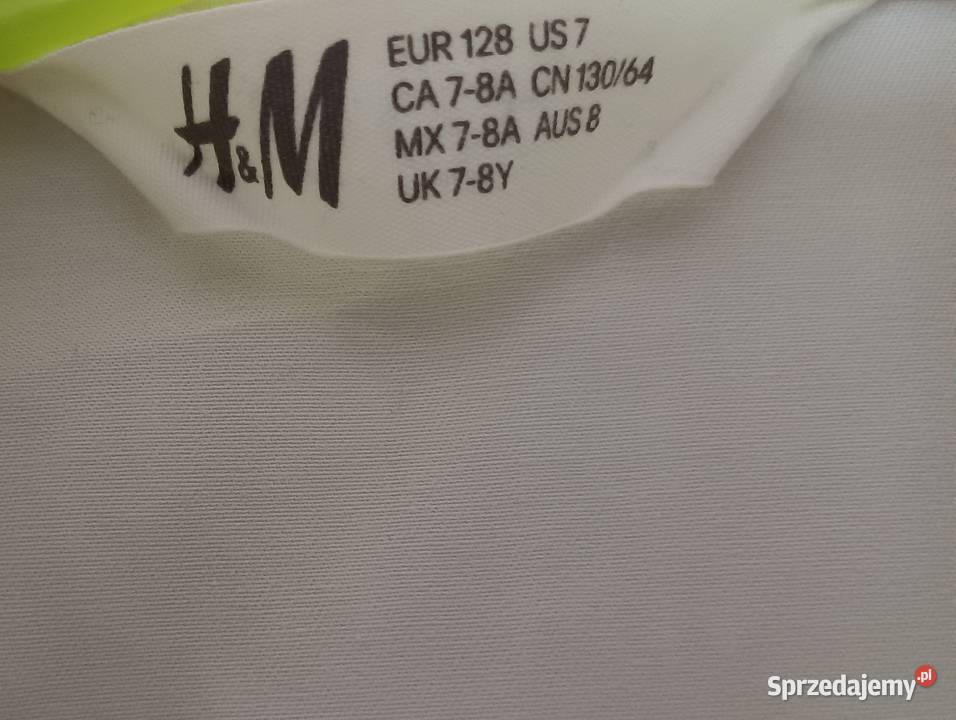 H&M
EUR 128 US 7
CA 7-8A CN 130/64
MX 7-8A AUS 8
UK 7-8Y
Sprzedajemy.pl